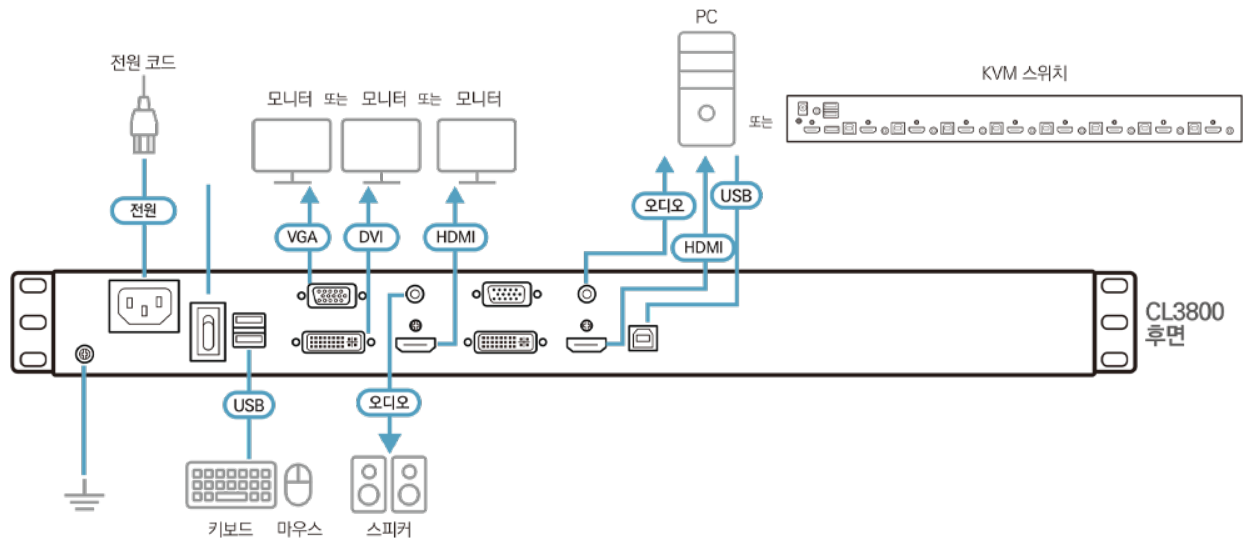 PC
전원 코드
KVM 스위치
모니터 또는 모니터 또는 모니터
또는
전원
오디오
USB
VGA
DVI
HDMI
HDMI
CL3800
후면
USB
오디오
키보드
마우스
스피커